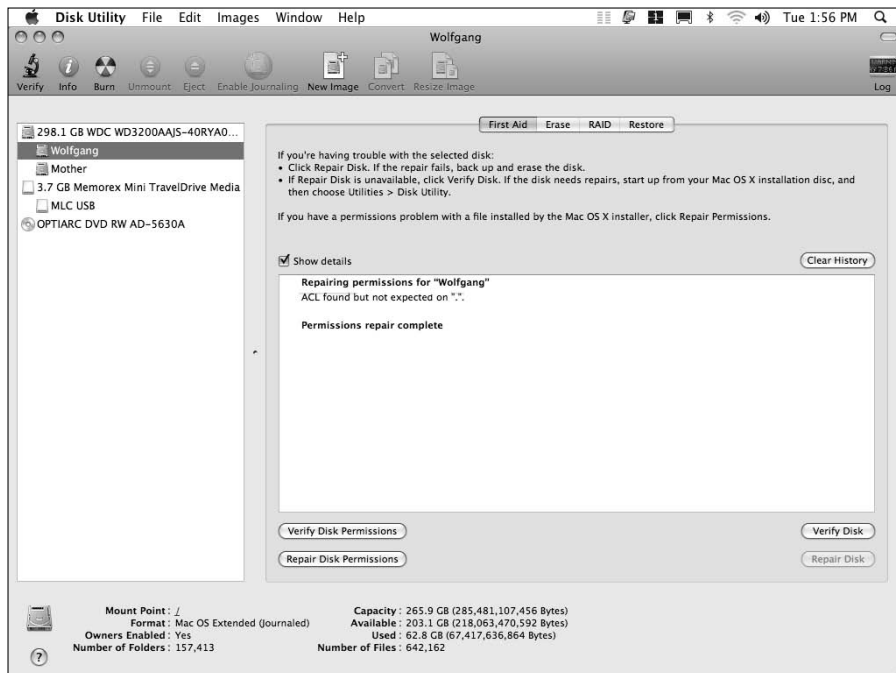 Disk Utility File Edit Images Window Help
Tue 1:56 PM
Wolfgang
Verify Info Burn Unmount Eject Enable Journaling New Image Convert Resize Image
Log
298.1 GB WDC WD3200AAJS-40RYA0...
Wolfgang
Mother
3.7 GB Memorex Mini TravelDrive Media
MLC USB
OPTIARC DVD RW AD-5630A
First Aid Erase RAID Restore
If you're having trouble with the selected disk:
• Click Repair Disk. If the repair fails, back up and erase the disk.
• If Repair Disk is unavailable, click Verify Disk. If the disk needs repairs, start up from your Mac OS X installation disc, and
then choose Utilities > Disk Utility.
If you have a permissions problem with a file installed by the Mac OS X installer, click Repair Permissions.
Show details
Clear History
Repairing permissions for "Wolfgang"
ACL found but not expected on ".".
Permissions repair complete
Verify Disk Permissions
Verify Disk
Repair Disk Permissions
Repair Disk
Mount Point : /
Format : Mac OS Extended (Journaled)
Owners Enabled : Yes
Number of Folders : 157,413
Capacity : 265.9 GB (285,481,107,456 Bytes)
Available : 203.1 GB (218,063,470,592 Bytes)
Used : 62.8 GB (67,417,636,864 Bytes)
Number of Files : 642,162
?